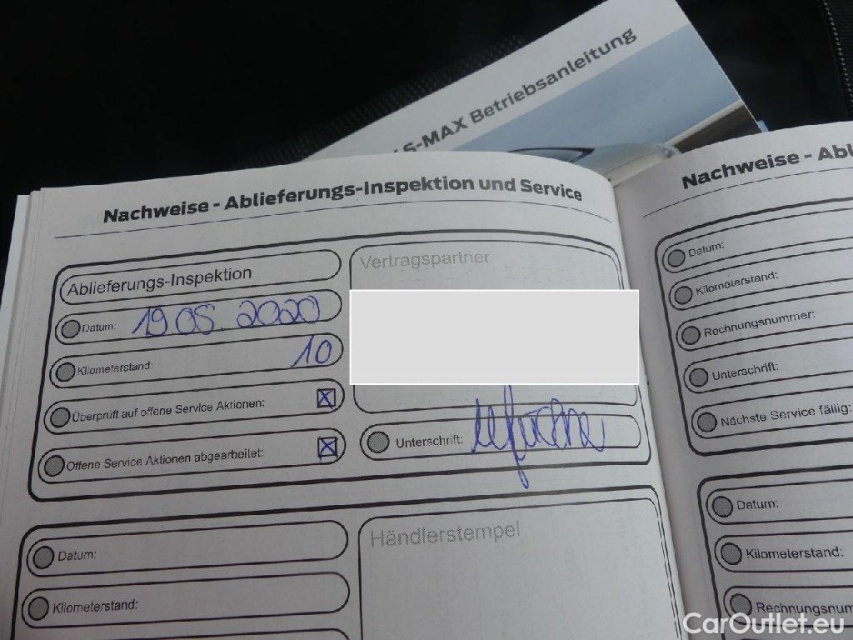 S-MAX Betriebsanleitung
Nachweise - Ablieferungs-Inspektion und Service
Ablieferungs-Inspektion
Datum: 19 05 2020
Kilometerstand: 10
Überprüft auf offene Service Aktionen: ☒
Offene Service Aktionen abgearbeitet: ☒
Vertragspartner
Unterschrift:
Datum:
Kilometerstand:
Händlerstempel
Nachweise - Abl
Datum:
Kilometerstand:
Rechnungsnummer:
Unterschrift:
Nächste Service fällig:
Datum:
Kilometerstand:
Rechnungsnum
CarOutlet.eu